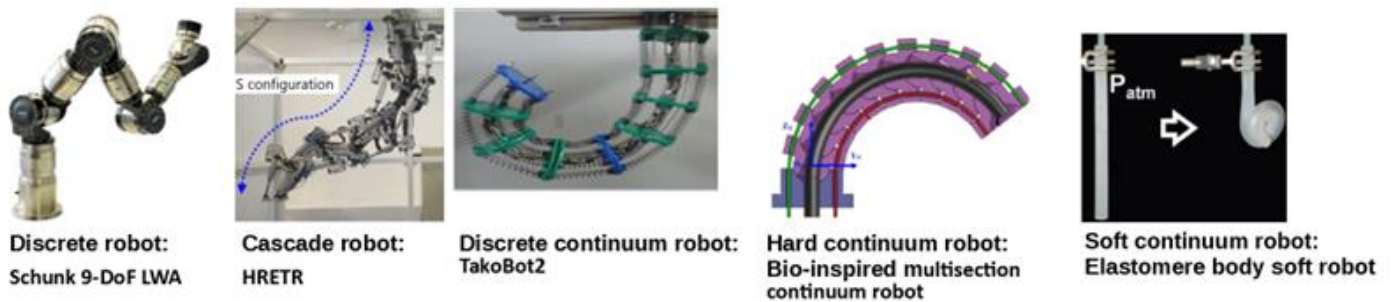 S configuration
P atm
Discrete robot:
Schunk 9-DoF LWA
Cascade robot:
HRETR
Discrete continuum robot:
TakoBot2
Hard continuum robot:
Bio-inspired multisection
continuum robot
Soft continuum robot:
Elastomere body soft robot